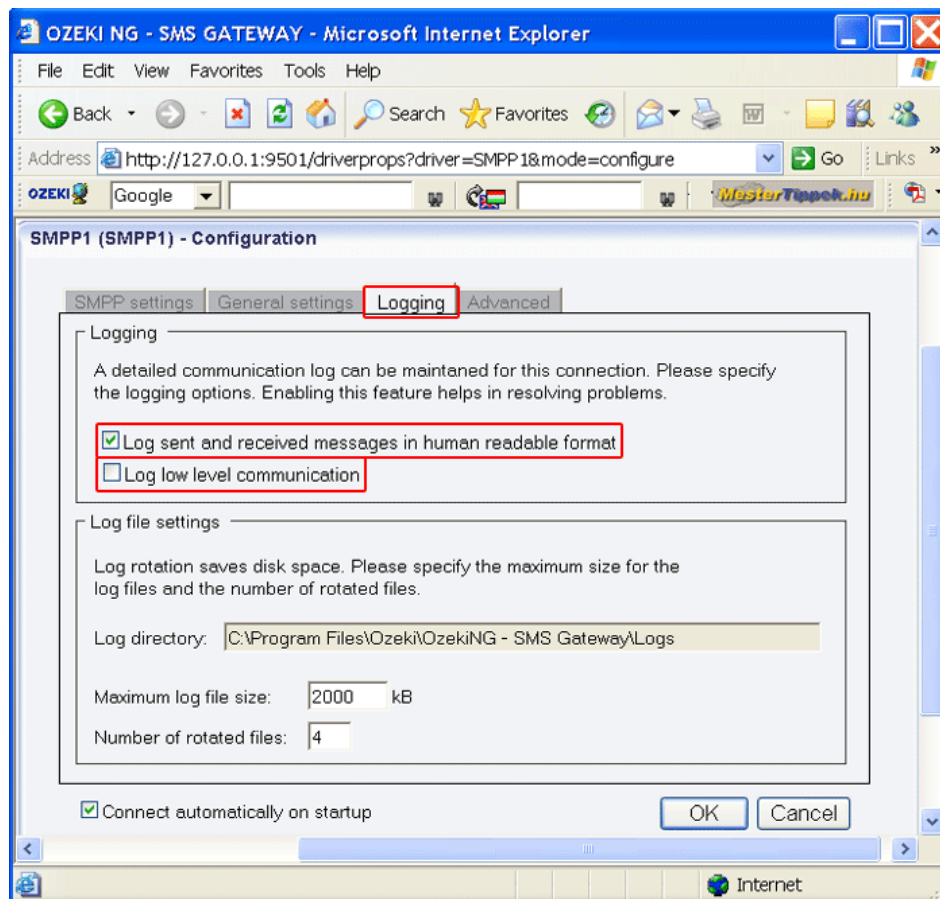 OZEKI NG - SMS GATEWAY - Microsoft Internet Explorer
File Edit View Favorites Tools Help
Back Search Favorites
Address http://127.0.0.1:9501/driverprops?driver=SMPP1&mode=configure Go Links »
OZEKI Google MesterTippek.hu
SMPP1 (SMPP1) - Configuration
SMPP settings General settings Logging Advanced
Logging
A detailed communication log can be maintaned for this connection. Please specify
the logging options. Enabling this feature helps in resolving problems.
Log sent and received messages in human readable format
Log low level communication
Log file settings
Log rotation saves disk space. Please specify the maximum size for the
log files and the number of rotated files.
Log directory: C:\Program Files\Ozeki\OzekiNG - SMS Gateway\Logs
Maximum log file size: 2000 kB
Number of rotated files: 4
Connect automatically on startup OK Cancel
Internet